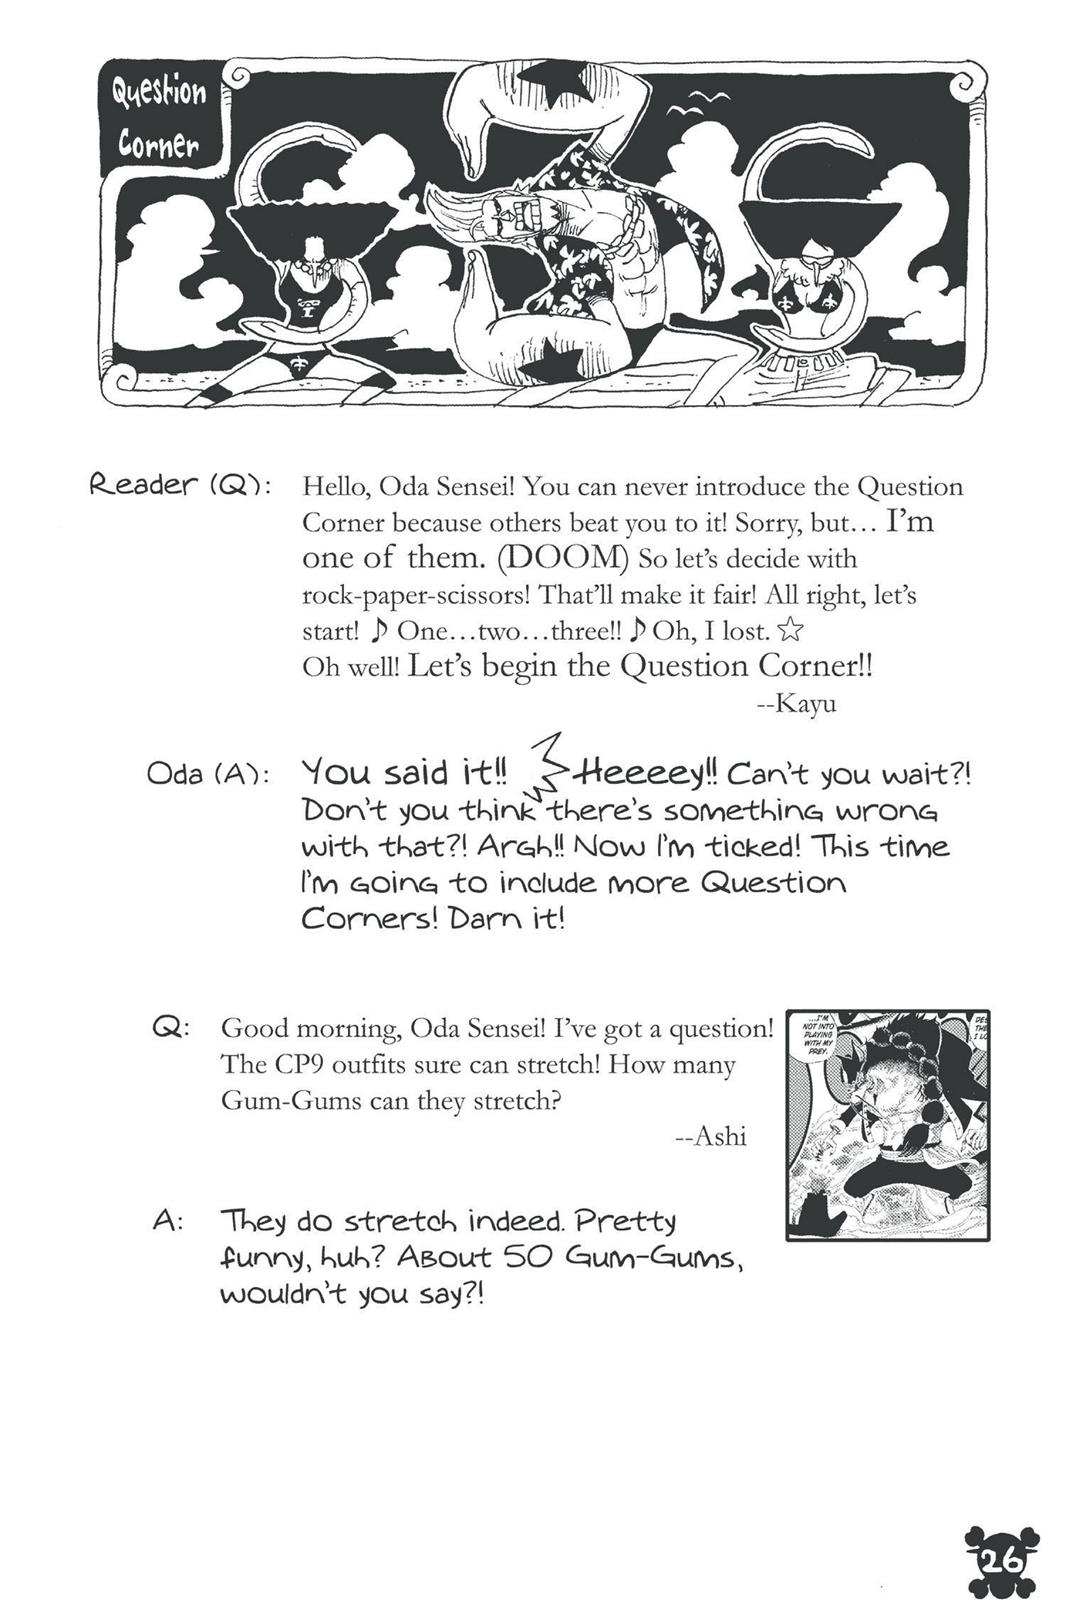 Question
Corner
Reader (Q): Hello, Oda Sensei! You can never introduce the Question
Corner because others beat you to it! Sorry, but... I'm
one of them. (DOOM) So let's decide with
rock-paper-scissors! That'll make it fair! All right, let's
start! ♪ One...two...three!! ♪ Oh, I lost. ☆
Oh well! Let's begin the Question Corner!!
--Kayu
Oda (A): You said it!! Heeeey!! Can't you wait?!
Don't you think there's something wrong
with that?! Argh!! Now I'm ticked! This time
I'm going to include more Question
Corners! Darn it!
Q: Good morning, Oda Sensei! I've got a question!
The CP9 outfits sure can stretch! How many
Gum-Gums can they stretch?
--Ashi
...I'M
NOT INTO
PLAYING
WITH MY
PREY.
A: They do stretch indeed. Pretty
funny, huh? About 50 Gum-Gums,
wouldn't you say?!
26